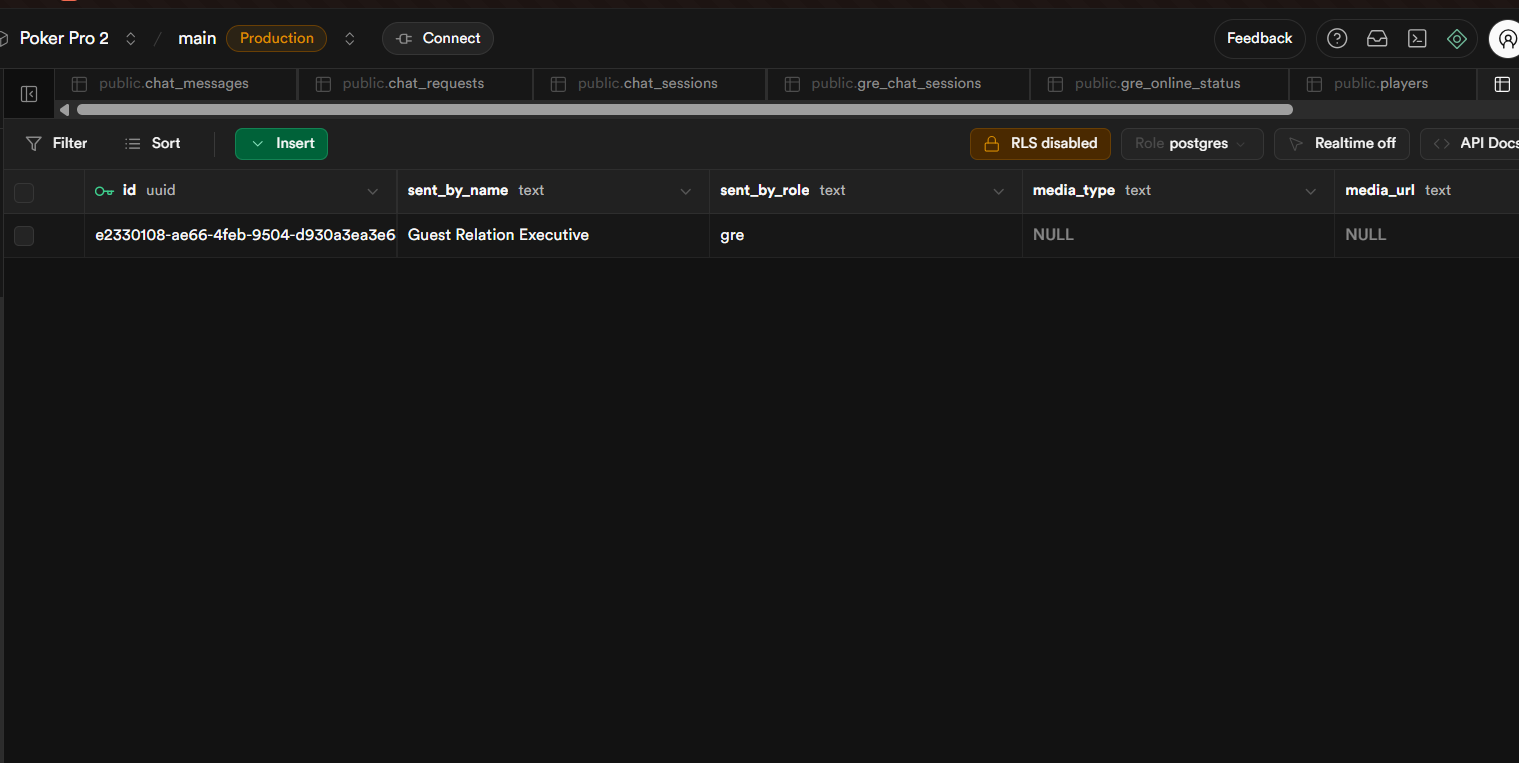 Poker Pro 2 / main Production Connect Feedback
public.chat_messages public.chat_requests public.chat_sessions public.gre_chat_sessions public.gre_online_status public.players
Filter Sort Insert RLS disabled Role postgres Realtime off API Docs
id uuid sent_by_name text sent_by_role text media_type text media_url text
e2330108-ae66-4feb-9504-d930a3ea3e6 Guest Relation Executive gre NULL NULL